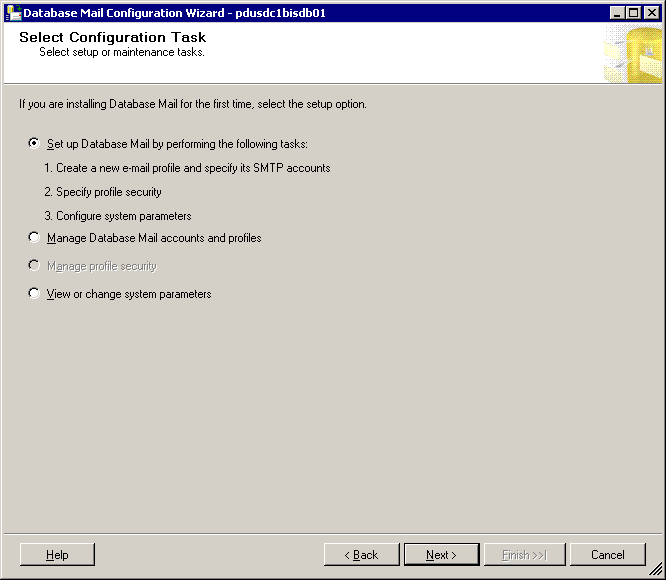 Database Mail Configuration Wizard - pdusdc1bisdb01
Select Configuration Task
Select setup or maintenance tasks.
If you are installing Database Mail for the first time, select the setup option.
Set up Database Mail by performing the following tasks:
1. Create a new e-mail profile and specify its SMTP accounts
2. Specify profile security
3. Configure system parameters
Manage Database Mail accounts and profiles
Manage profile security
View or change system parameters
Help
< Back
Next >
Finish >>|
Cancel